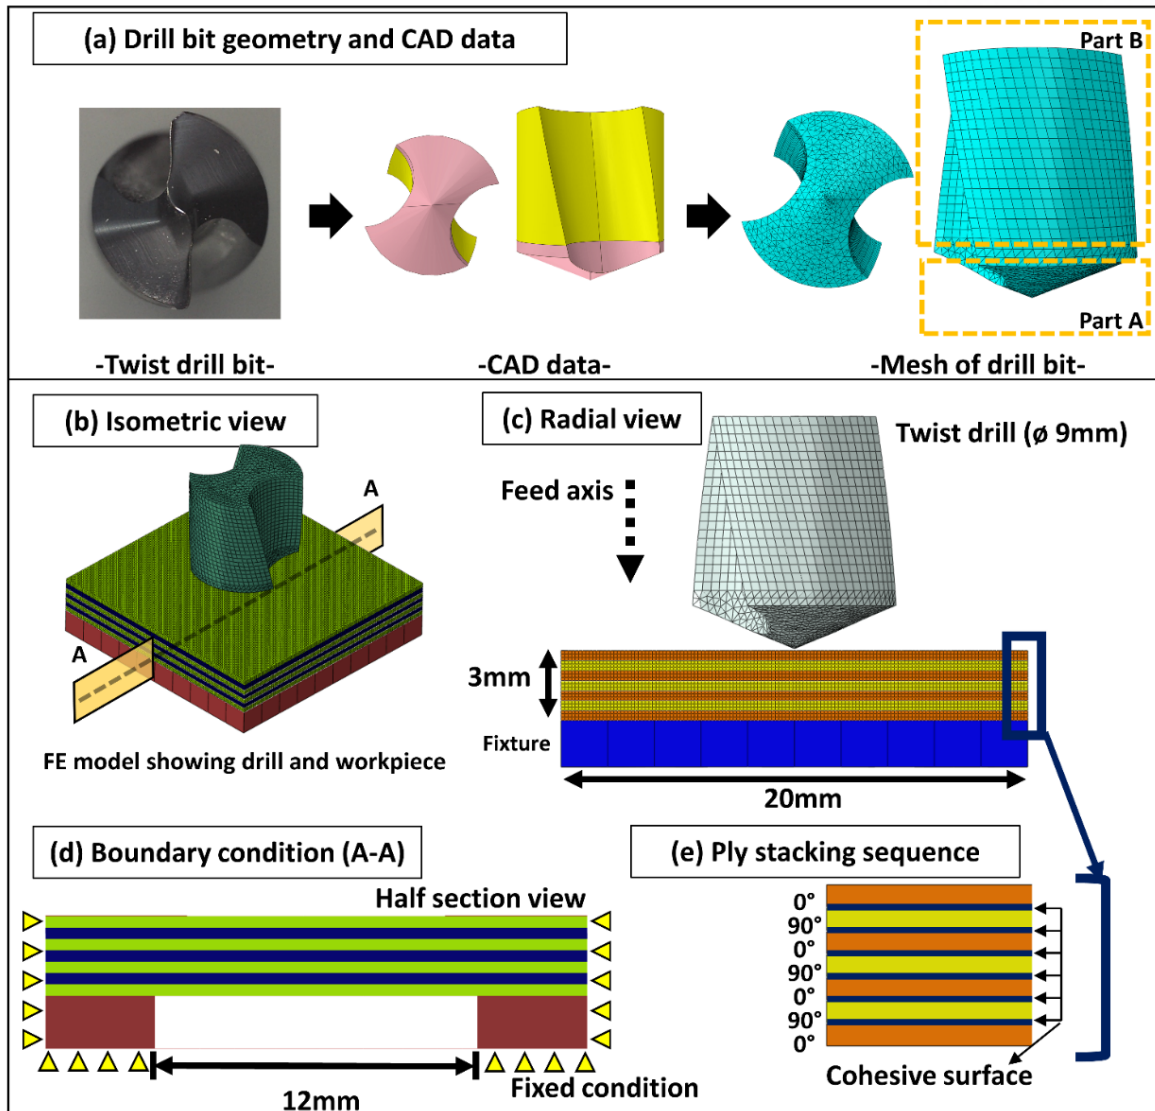 (a) Drill bit geometry and CAD data
Part B
Part A
-Twist drill bit-
-CAD data-
-Mesh of drill bit-
(b) Isometric view
A
A
FE model showing drill and workpiece
(c) Radial view
Twist drill (ø 9mm)
Feed axis
3mm
Fixture
20mm
(d) Boundary condition (A-A)
Half section view
12mm
Fixed condition
(e) Ply stacking sequence
0°
90°
0°
90°
0°
90°
0°
Cohesive surface